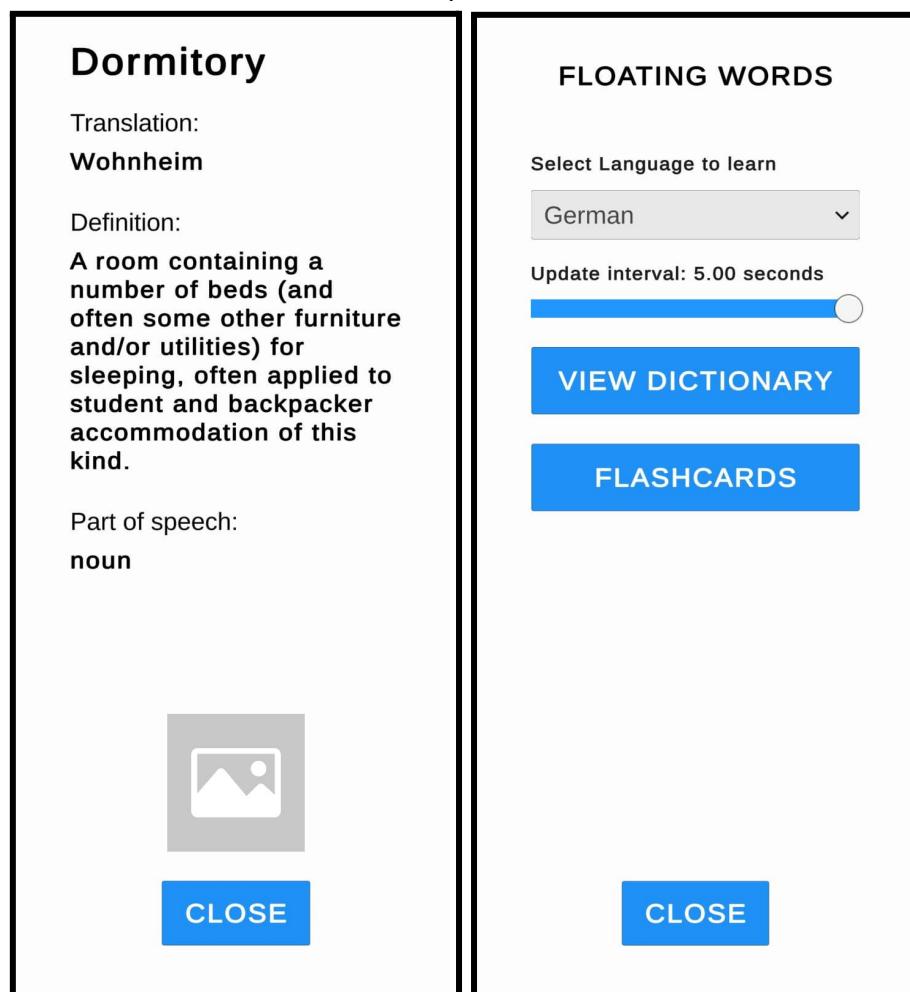 Dormitory
Translation:
Wohnheim
Definition:
A room containing a
number of beds (and
often some other furniture
and/or utilities) for
sleeping, often applied to
student and backpacker
accommodation of this
kind.
Part of speech:
noun
CLOSE
FLOATING WORDS
Select Language to learn
German
Update interval: 5.00 seconds
VIEW DICTIONARY
FLASHCARDS
CLOSE